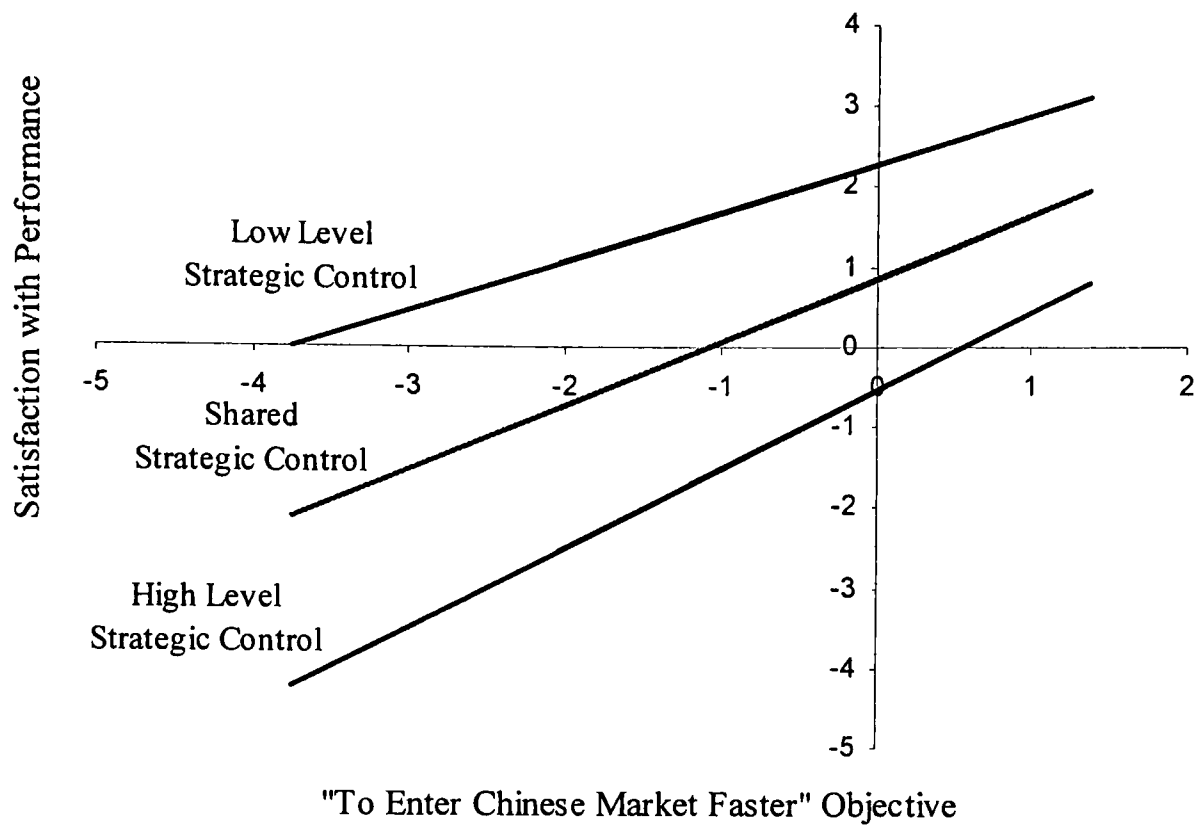 Satisfaction with Performance
4
3
2
1
0
-1
-2
-3
-4
-5
-5
-4
-3
-2
-1
0
1
2
Low Level
Strategic Control
Shared
Strategic Control
High Level
Strategic Control
"To Enter Chinese Market Faster" Objective